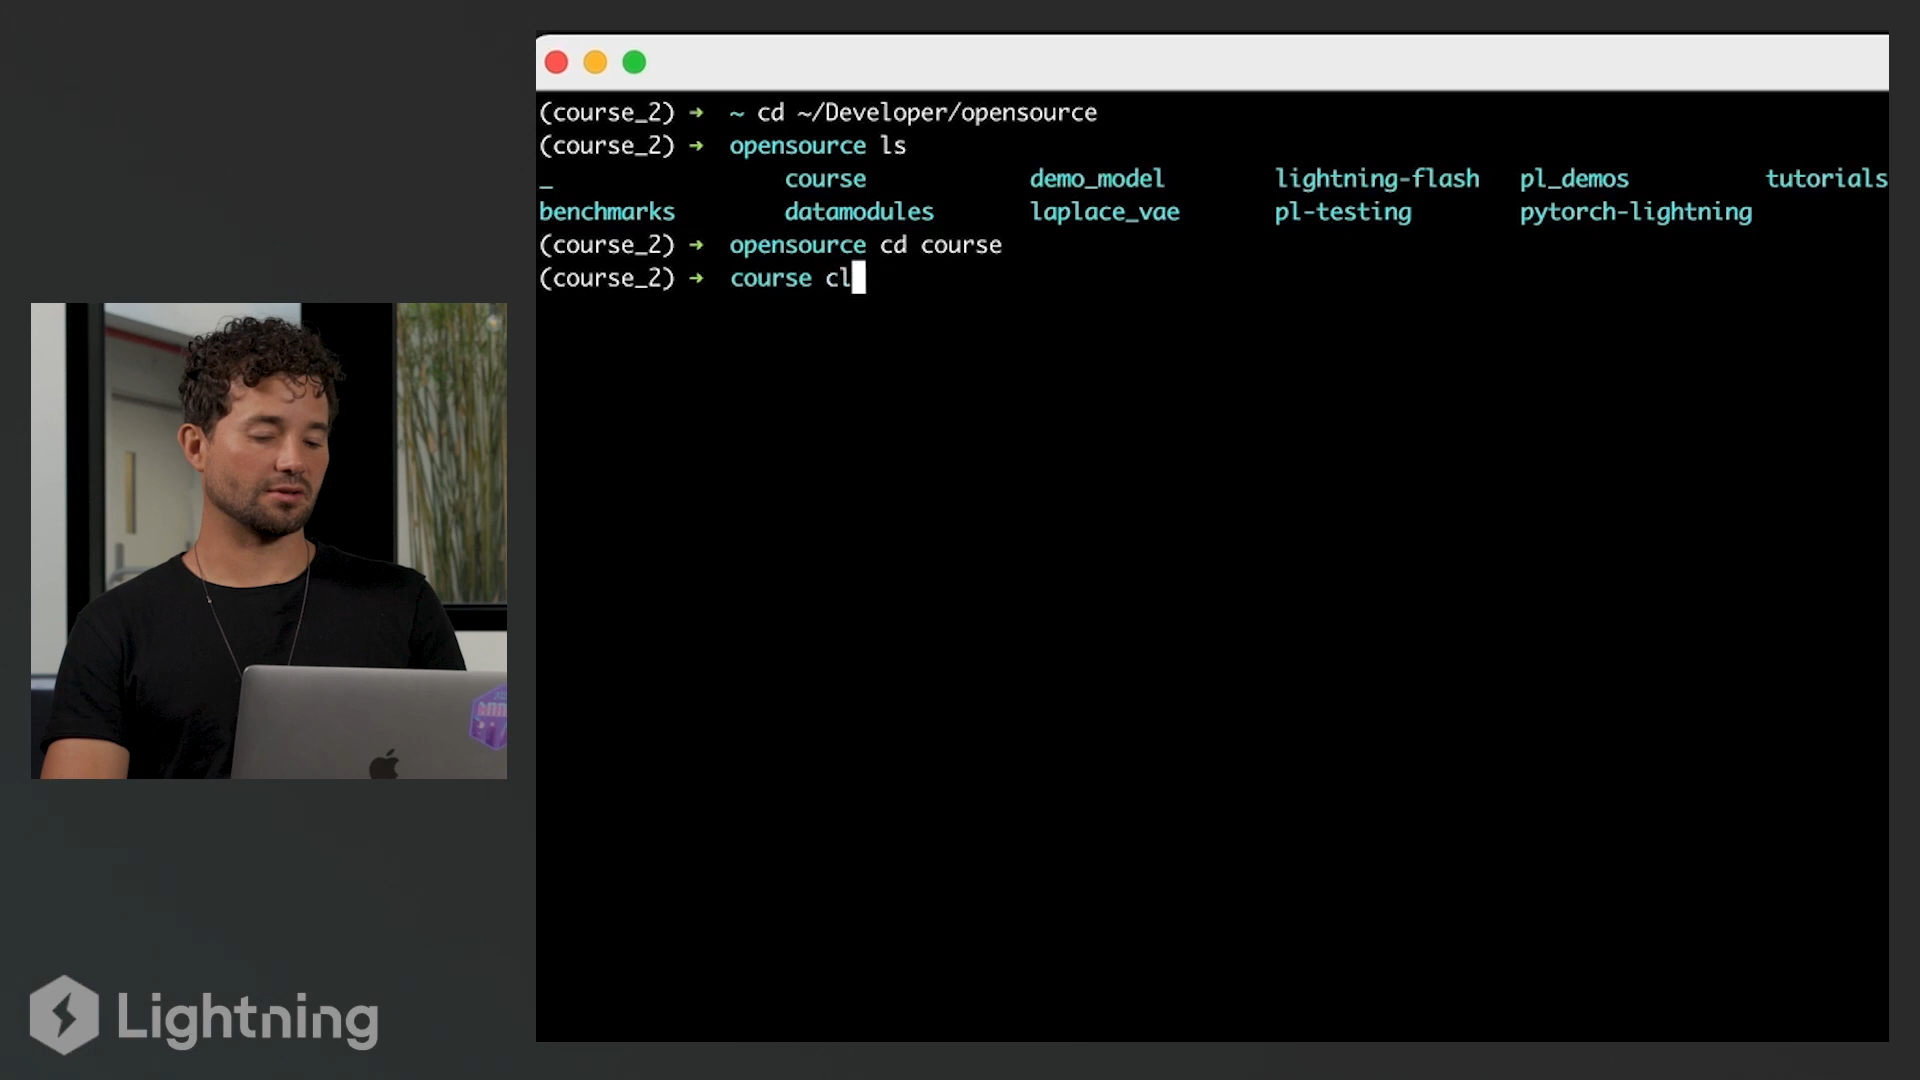 (course_2) ➜ ~ cd ~/Developer/opensource
(course_2) ➜ opensource ls
_ course demo_model lightning-flash pl_demos tutorials
benchmarks datamodules laplace_vae pl-testing pytorch-lightning
(course_2) ➜ opensource cd course
(course_2) ➜ course cl
Lightning